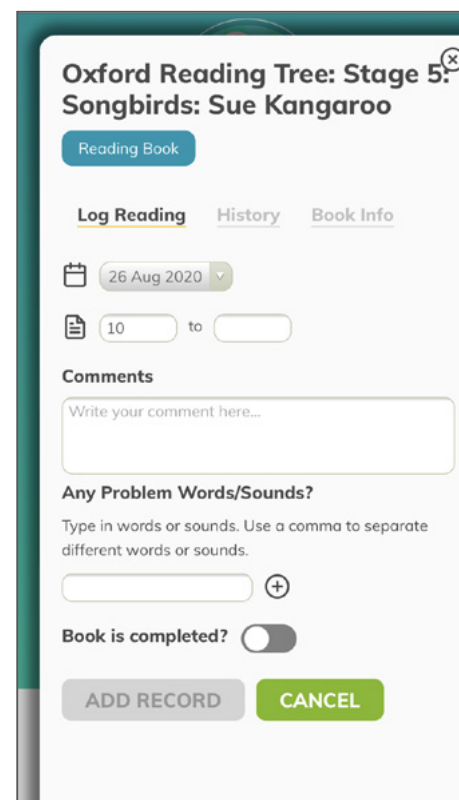 Oxford Reading Tree: Stage 5:
Songbirds: Sue Kangaroo
Reading Book
Log Reading History Book Info
26 Aug 2020
10 to
Comments
Write your comment here...
Any Problem Words/Sounds?
Type in words or sounds. Use a comma to separate
different words or sounds.
Book is completed?
ADD RECORD CANCEL